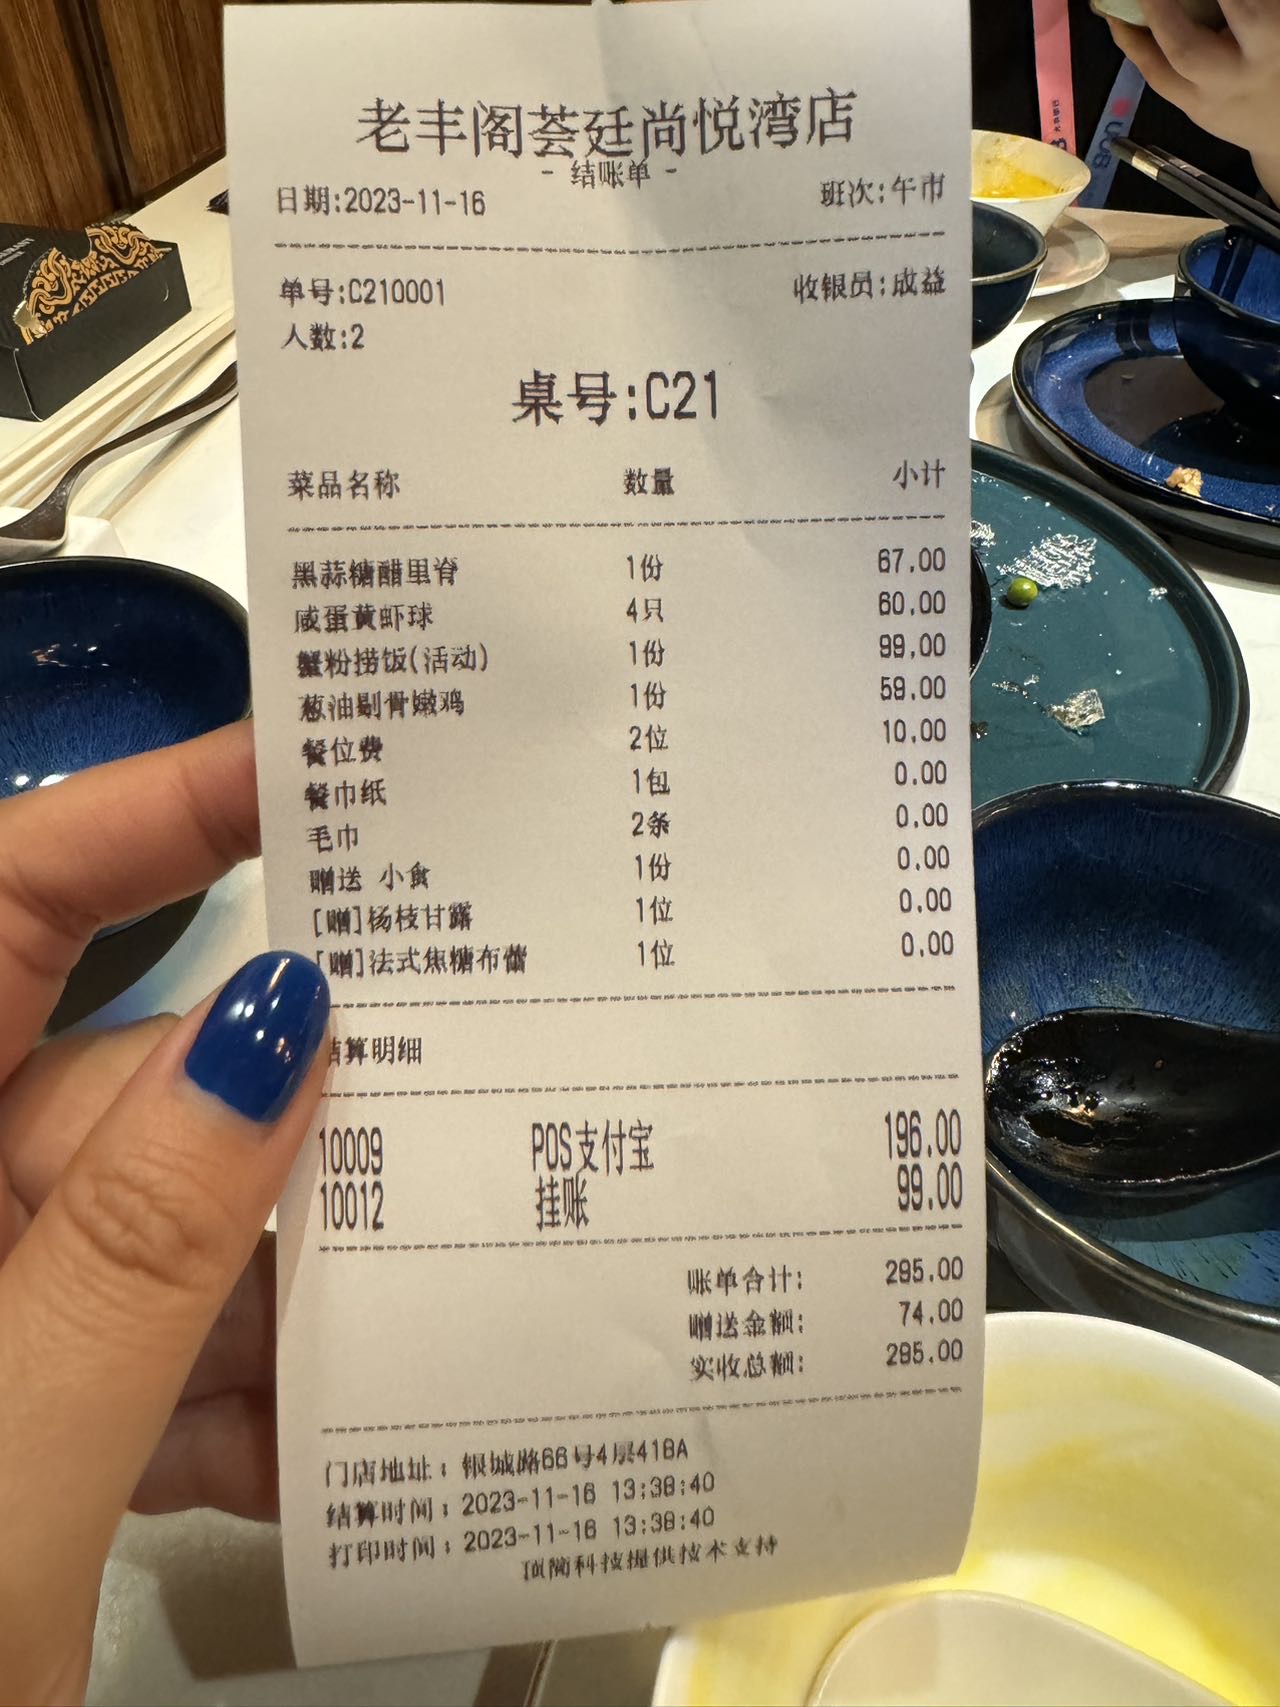 老丰阁荟廷尚悦湾店
- 结账单 -
日期:2023-11-16 班次:午市
单号:C210001 收银员:成益
人数:2
桌号:C21
菜品名称 数量 小计
黑蒜糖醋里脊 1份 67.00
咸蛋黄虾球 4只 60.00
蟹粉捞饭(活动) 1份 99.00
葱油剔骨嫩鸡 1份 59.00
餐位费 2位 10.00
餐巾纸 1包 0.00
毛巾 2条 0.00
赠送 小食 1份 0.00
[赠]杨枝甘露 1位 0.00
[赠]法式焦糖布蕾 1位 0.00
结算明细
10009 POS支付宝 196.00
10012 挂账 99.00
账单合计: 295.00
赠送金额: 74.00
实收总额: 295.00
门店地址: 银城路66号4层418A
结算时间: 2023-11-16 13:38:40
打印时间: 2023-11-16 13:38:40
科技提供技术支持